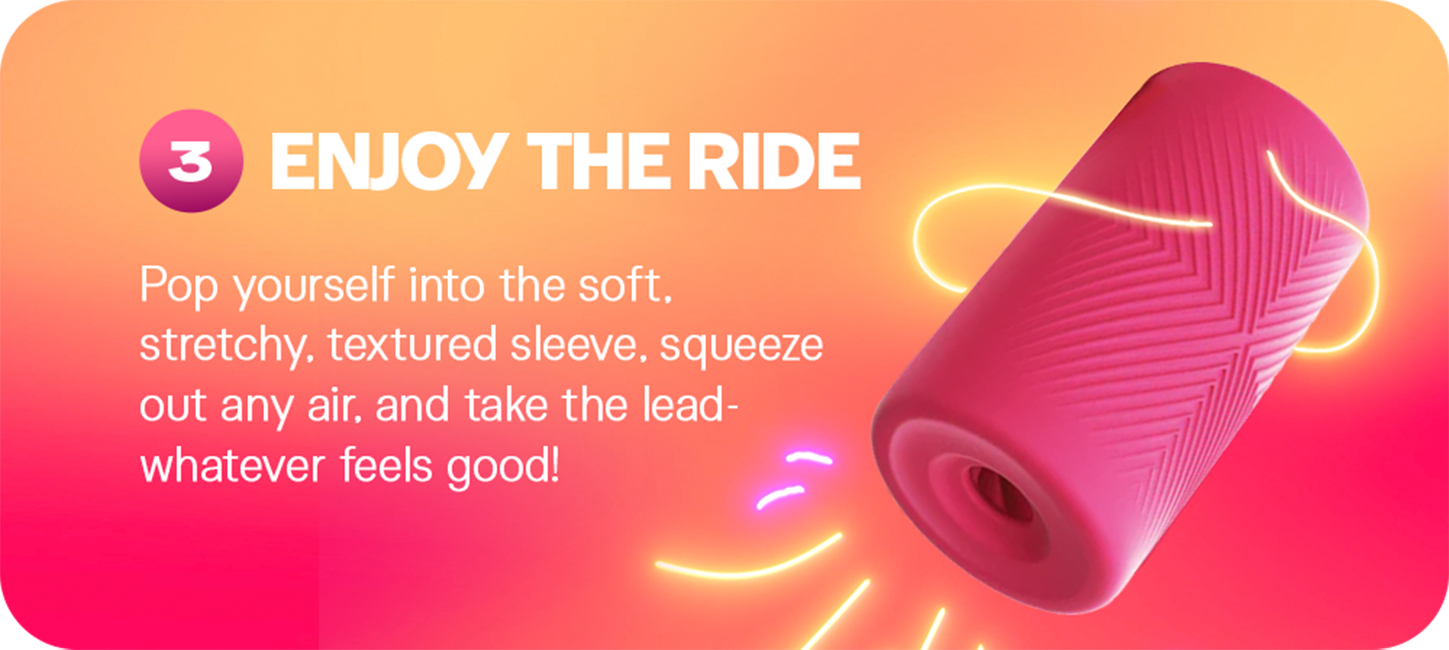 3 ENJOY THE RIDE
Pop yourself into the soft,
stretchy, textured sleeve, squeeze
out any air, and take the lead-
whatever feels good!